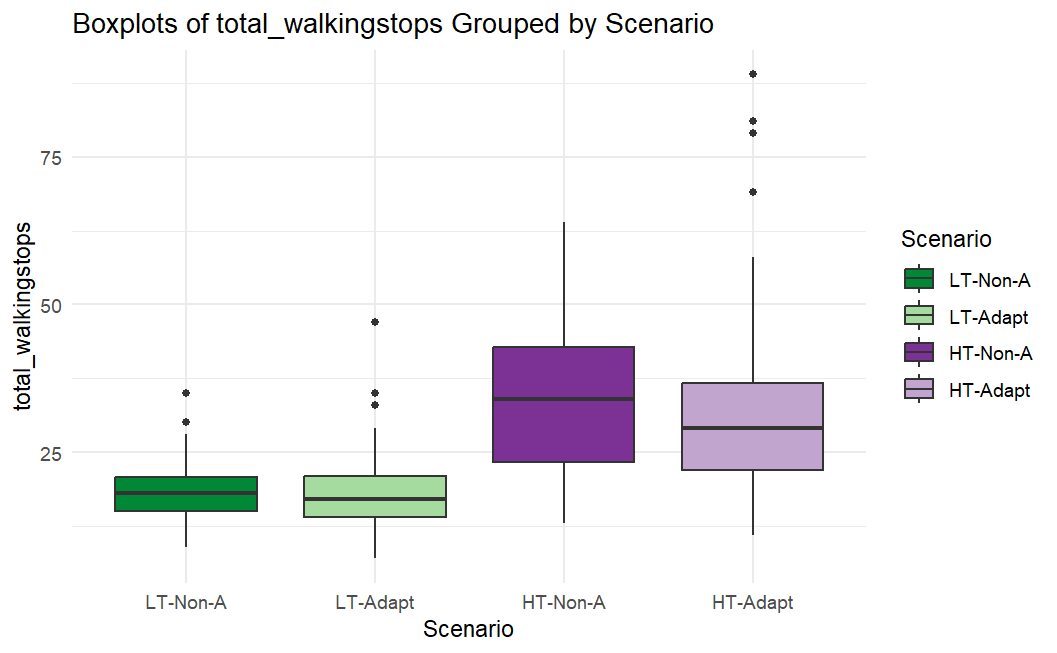 Boxplots of total_walkingstops Grouped by Scenario
total_walkingstops
75
50
25
LT-Non-A
LT-Adapt
HT-Non-A
HT-Adapt
Scenario
Scenario
LT-Non-A
LT-Adapt
HT-Non-A
HT-Adapt